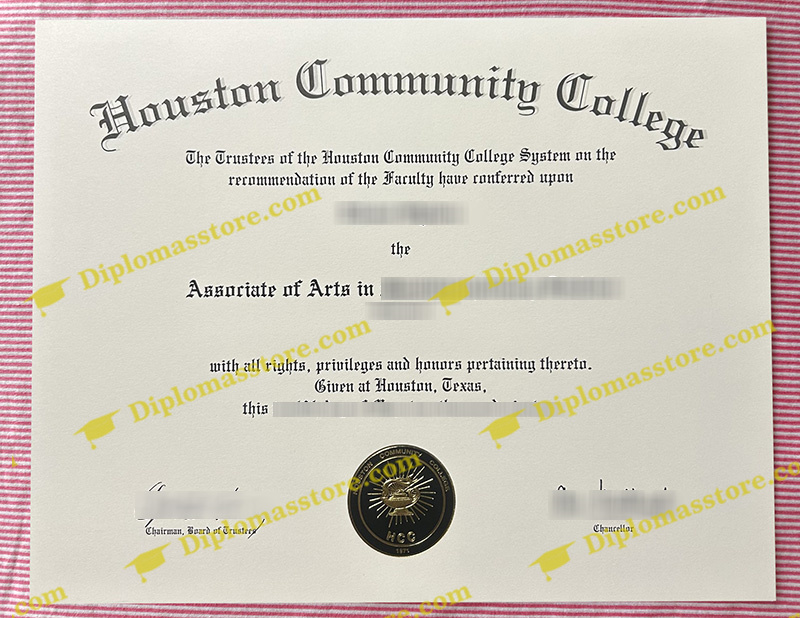 Houston Community College
The Trustees of the Houston Community College System on the
recommendation of the Faculty have conferred upon
the
Associate of Arts in
with all rights, privileges and honors pertaining thereto.
Given at Houston, Texas,
this
HOUSTON COMMUNITY COLLEGE
HCC
1971
Chairman, Board of Trustees
Chancellor
Diplomasstore.com
Diplomasstore.com
Diplomasstore.com
Diplomasstore.com
Diplomasstore.com
Diplomasstore.com
.com
.com